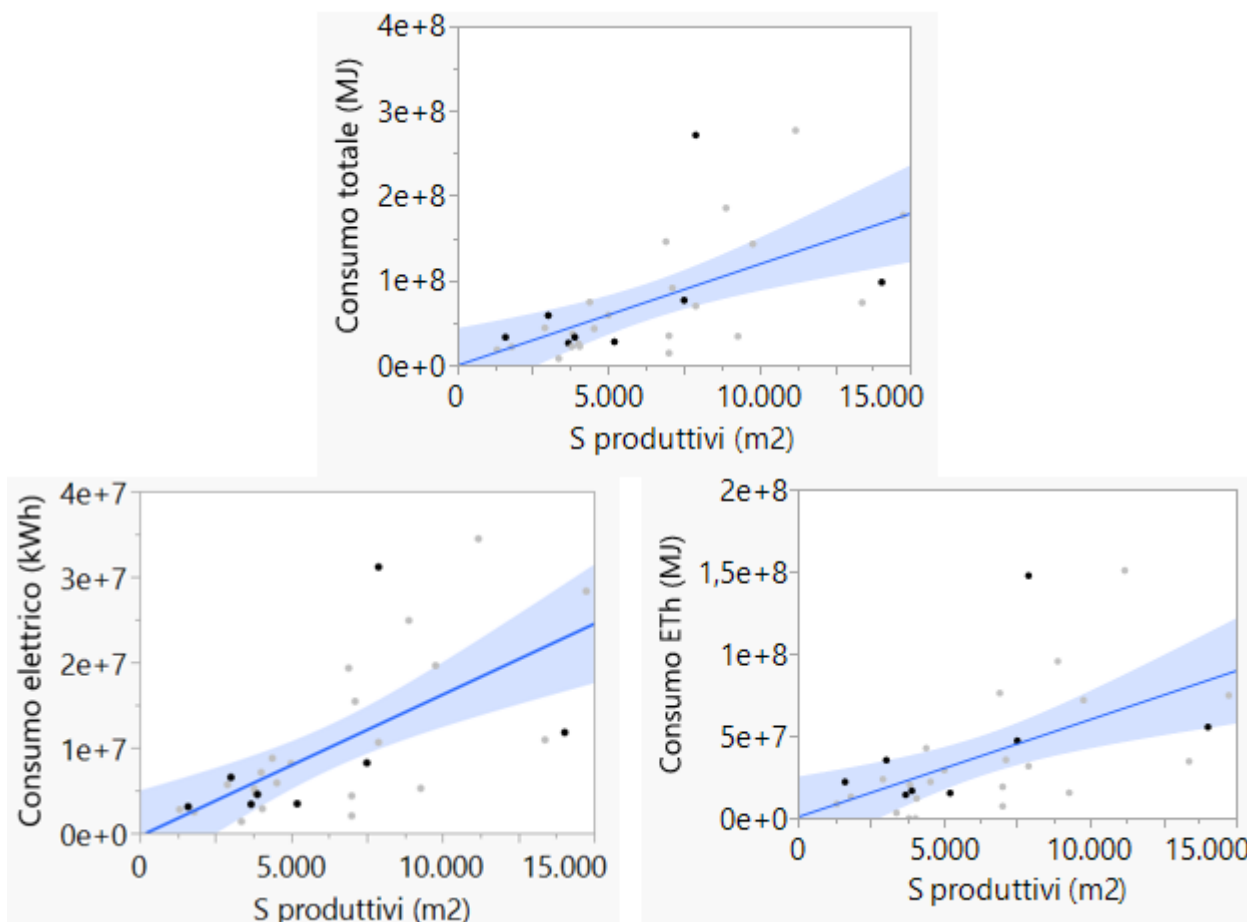 4e+8
3e+8
2e+8
1e+8
0e+0
Consumo totale (MJ)
0 5.000 10.000 15.000
S produttivi (m2)
4e+7
3e+7
2e+7
1e+7
0e+0
Consumo elettrico (kWh)
0 5.000 10.000 15.000
S produttivi (m2)
2e+8
1,5e+8
1e+8
5e+7
0e+0
Consumo ETh (MJ)
0 5.000 10.000 15.000
S produttivi (m2)